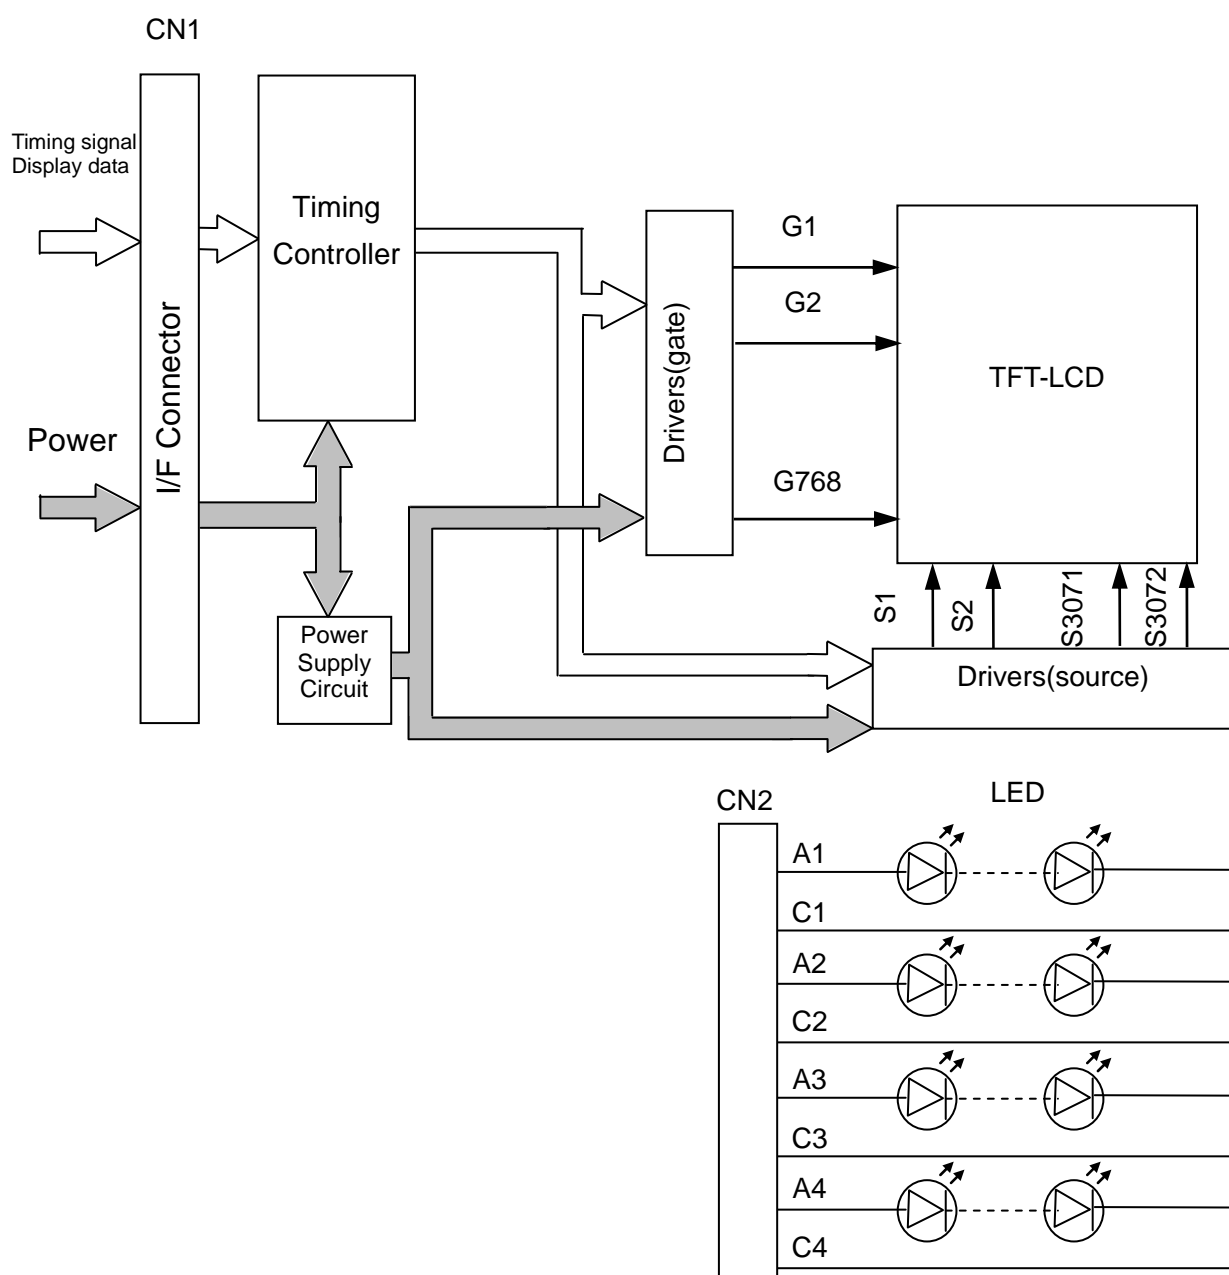 CN1
Timing signal
Display data
Power
I/F Connector
Timing
Controller
Power
Supply
Circuit
Drivers(gate)
G1
G2
G768
TFT-LCD
S1
S2
S3071
S3072
Drivers(source)
CN2
LED
A1
C1
A2
C2
A3
C3
A4
C4